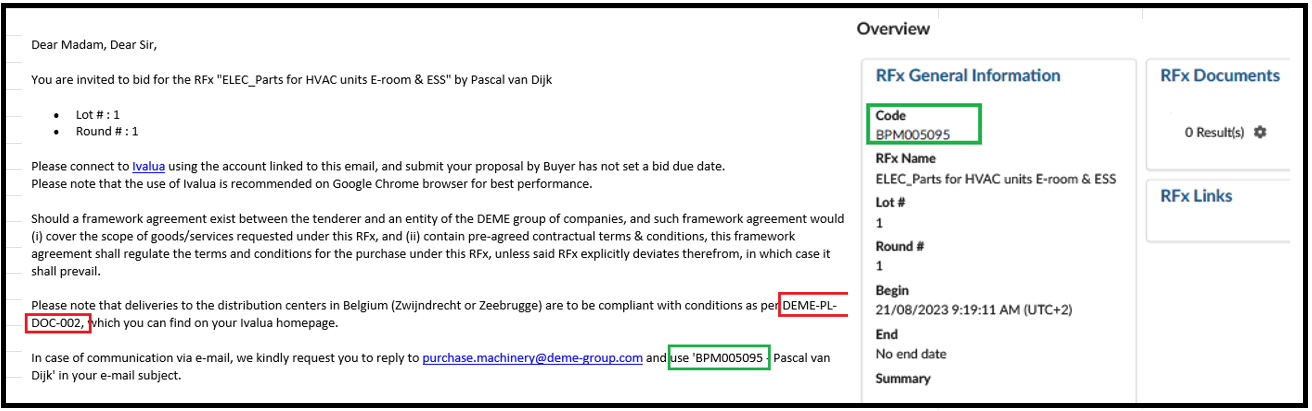 Dear Madam, Dear Sir,
You are invited to bid for the RFx "ELEC_Parts for HVAC units E-room & ESS" by Pascal van Dijk
• Lot # : 1
• Round # : 1
Please connect to Ivalua using the account linked to this email, and submit your proposal by Buyer has not set a bid due date.
Please note that the use of Ivalua is recommended on Google Chrome browser for best performance.
Should a framework agreement exist between the tenderer and an entity of the DEME group of companies, and such framework agreement would
(i) cover the scope of goods/services requested under this RFx, and (ii) contain pre-agreed contractual terms & conditions, this framework
agreement shall regulate the terms and conditions for the purchase under this RFx, unless said RFx explicitly deviates therefrom, in which case it
shall prevail.
Please note that deliveries to the distribution centers in Belgium (Zwijndrecht or Zeebrugge) are to be compliant with conditions as per DEME-PL-
DOC-002, which you can find on your Ivalua homepage.
In case of communication via e-mail, we kindly request you to reply to purchase.machinery@deme-group.com and use 'BPM005095 - Pascal van
Dijk' in your e-mail subject.
Overview
RFx General Information
Code
BPM005095
RFx Name
ELEC_Parts for HVAC units E-room & ESS
Lot #
1
Round #
1
Begin
21/08/2023 9:19:11 AM (UTC+2)
End
No end date
Summary
RFx Documents
0 Result(s)
RFx Links